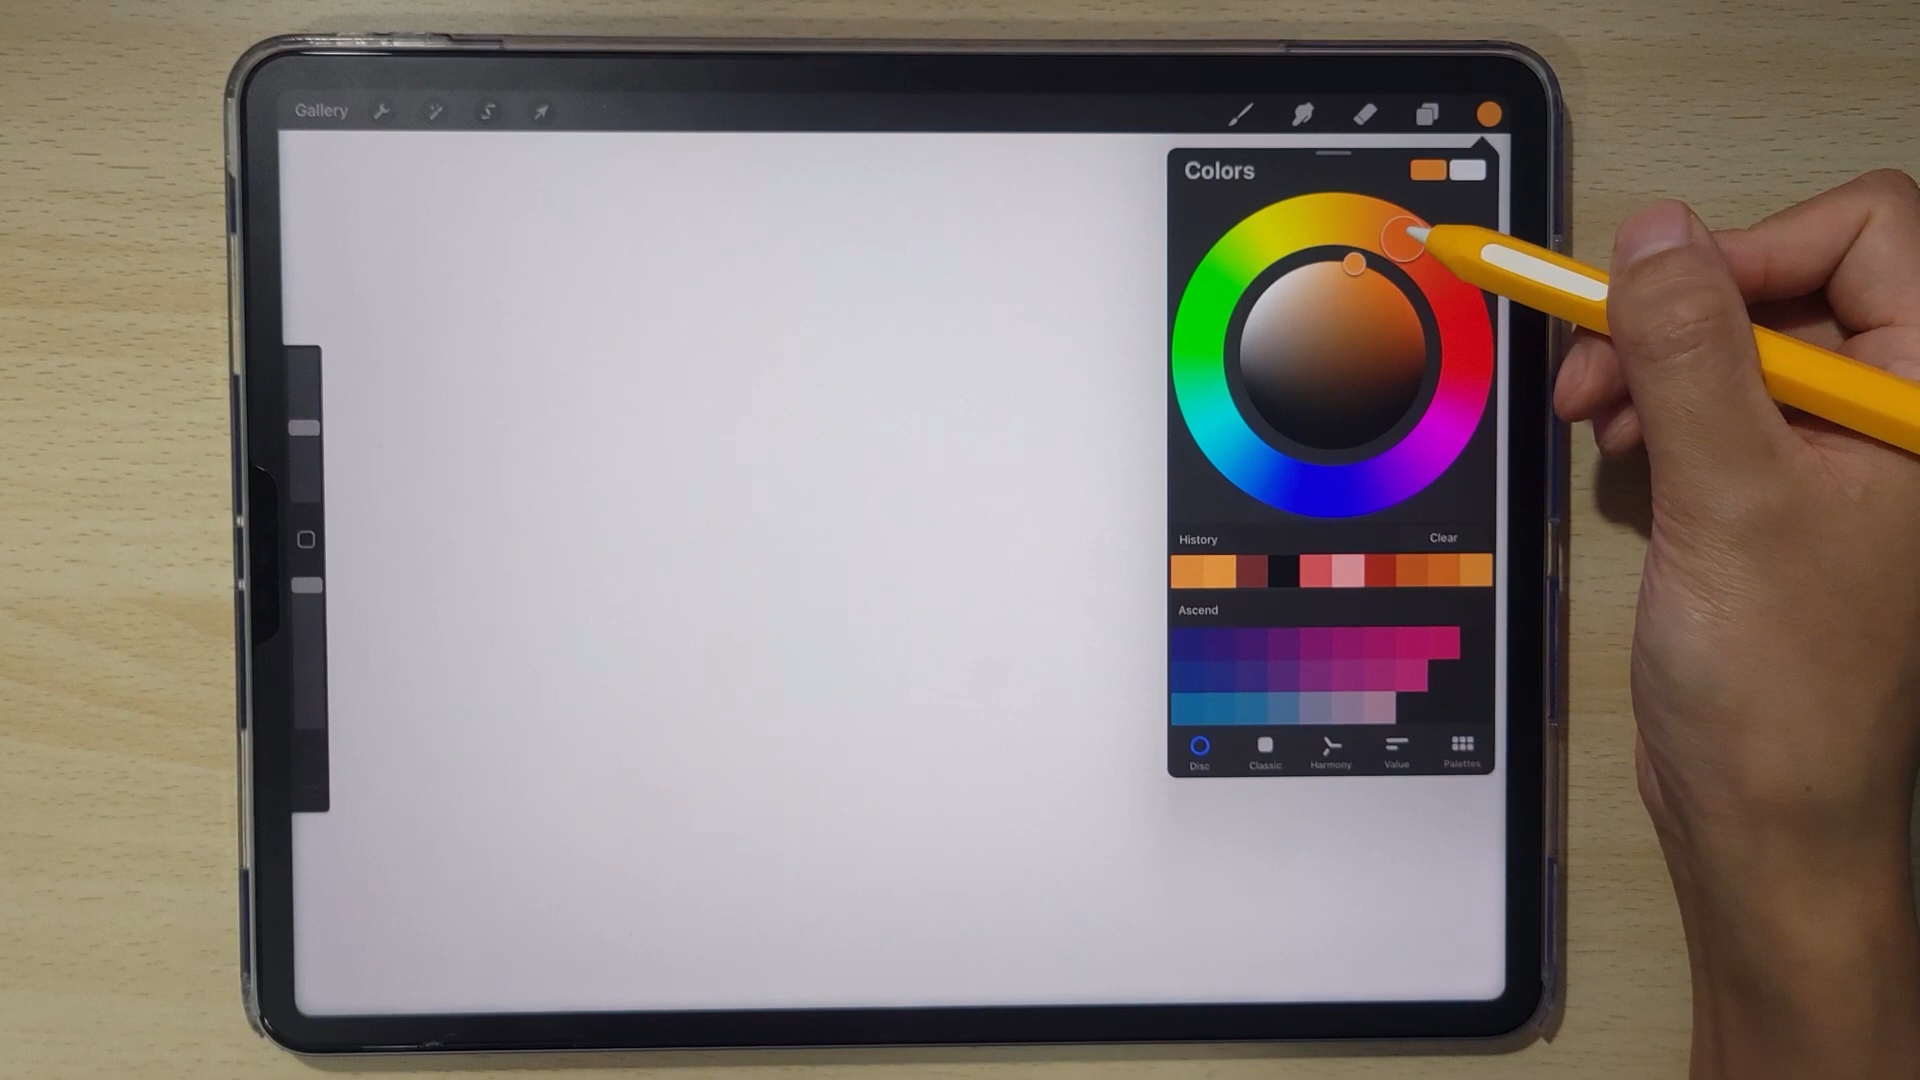 Gallery
Colors
History Clear
Ascend
Disc Classic Harmony Value Palettes